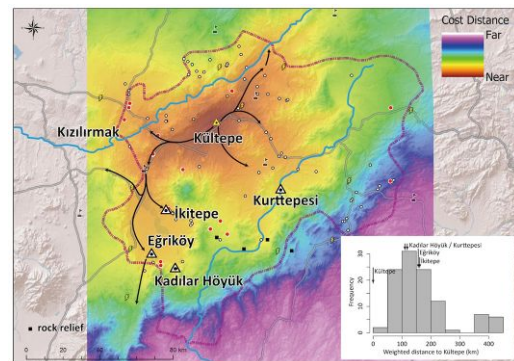 Cost Distance
Far
Near
Kızılırmak
Kültepe
Kurttepesi
İkitepe
Eğriköy
Kadılar Höyük
■ rock relief
80 km
Kadılar Höyük / Kurttepesi
Eğriköy
İkitepe
Kültepe
Frequency
0 10 20 30
0 100 200 300 400
Weighted distance to Kültepe (km)